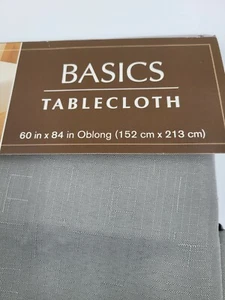 BASICS
TABLECLOTH
60 in x 84 in Oblong (152 cm x 213 cm)